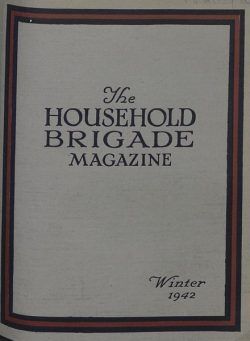 The
HOUSEHOLD
BRIGADE
MAGAZINE
Winter
1942